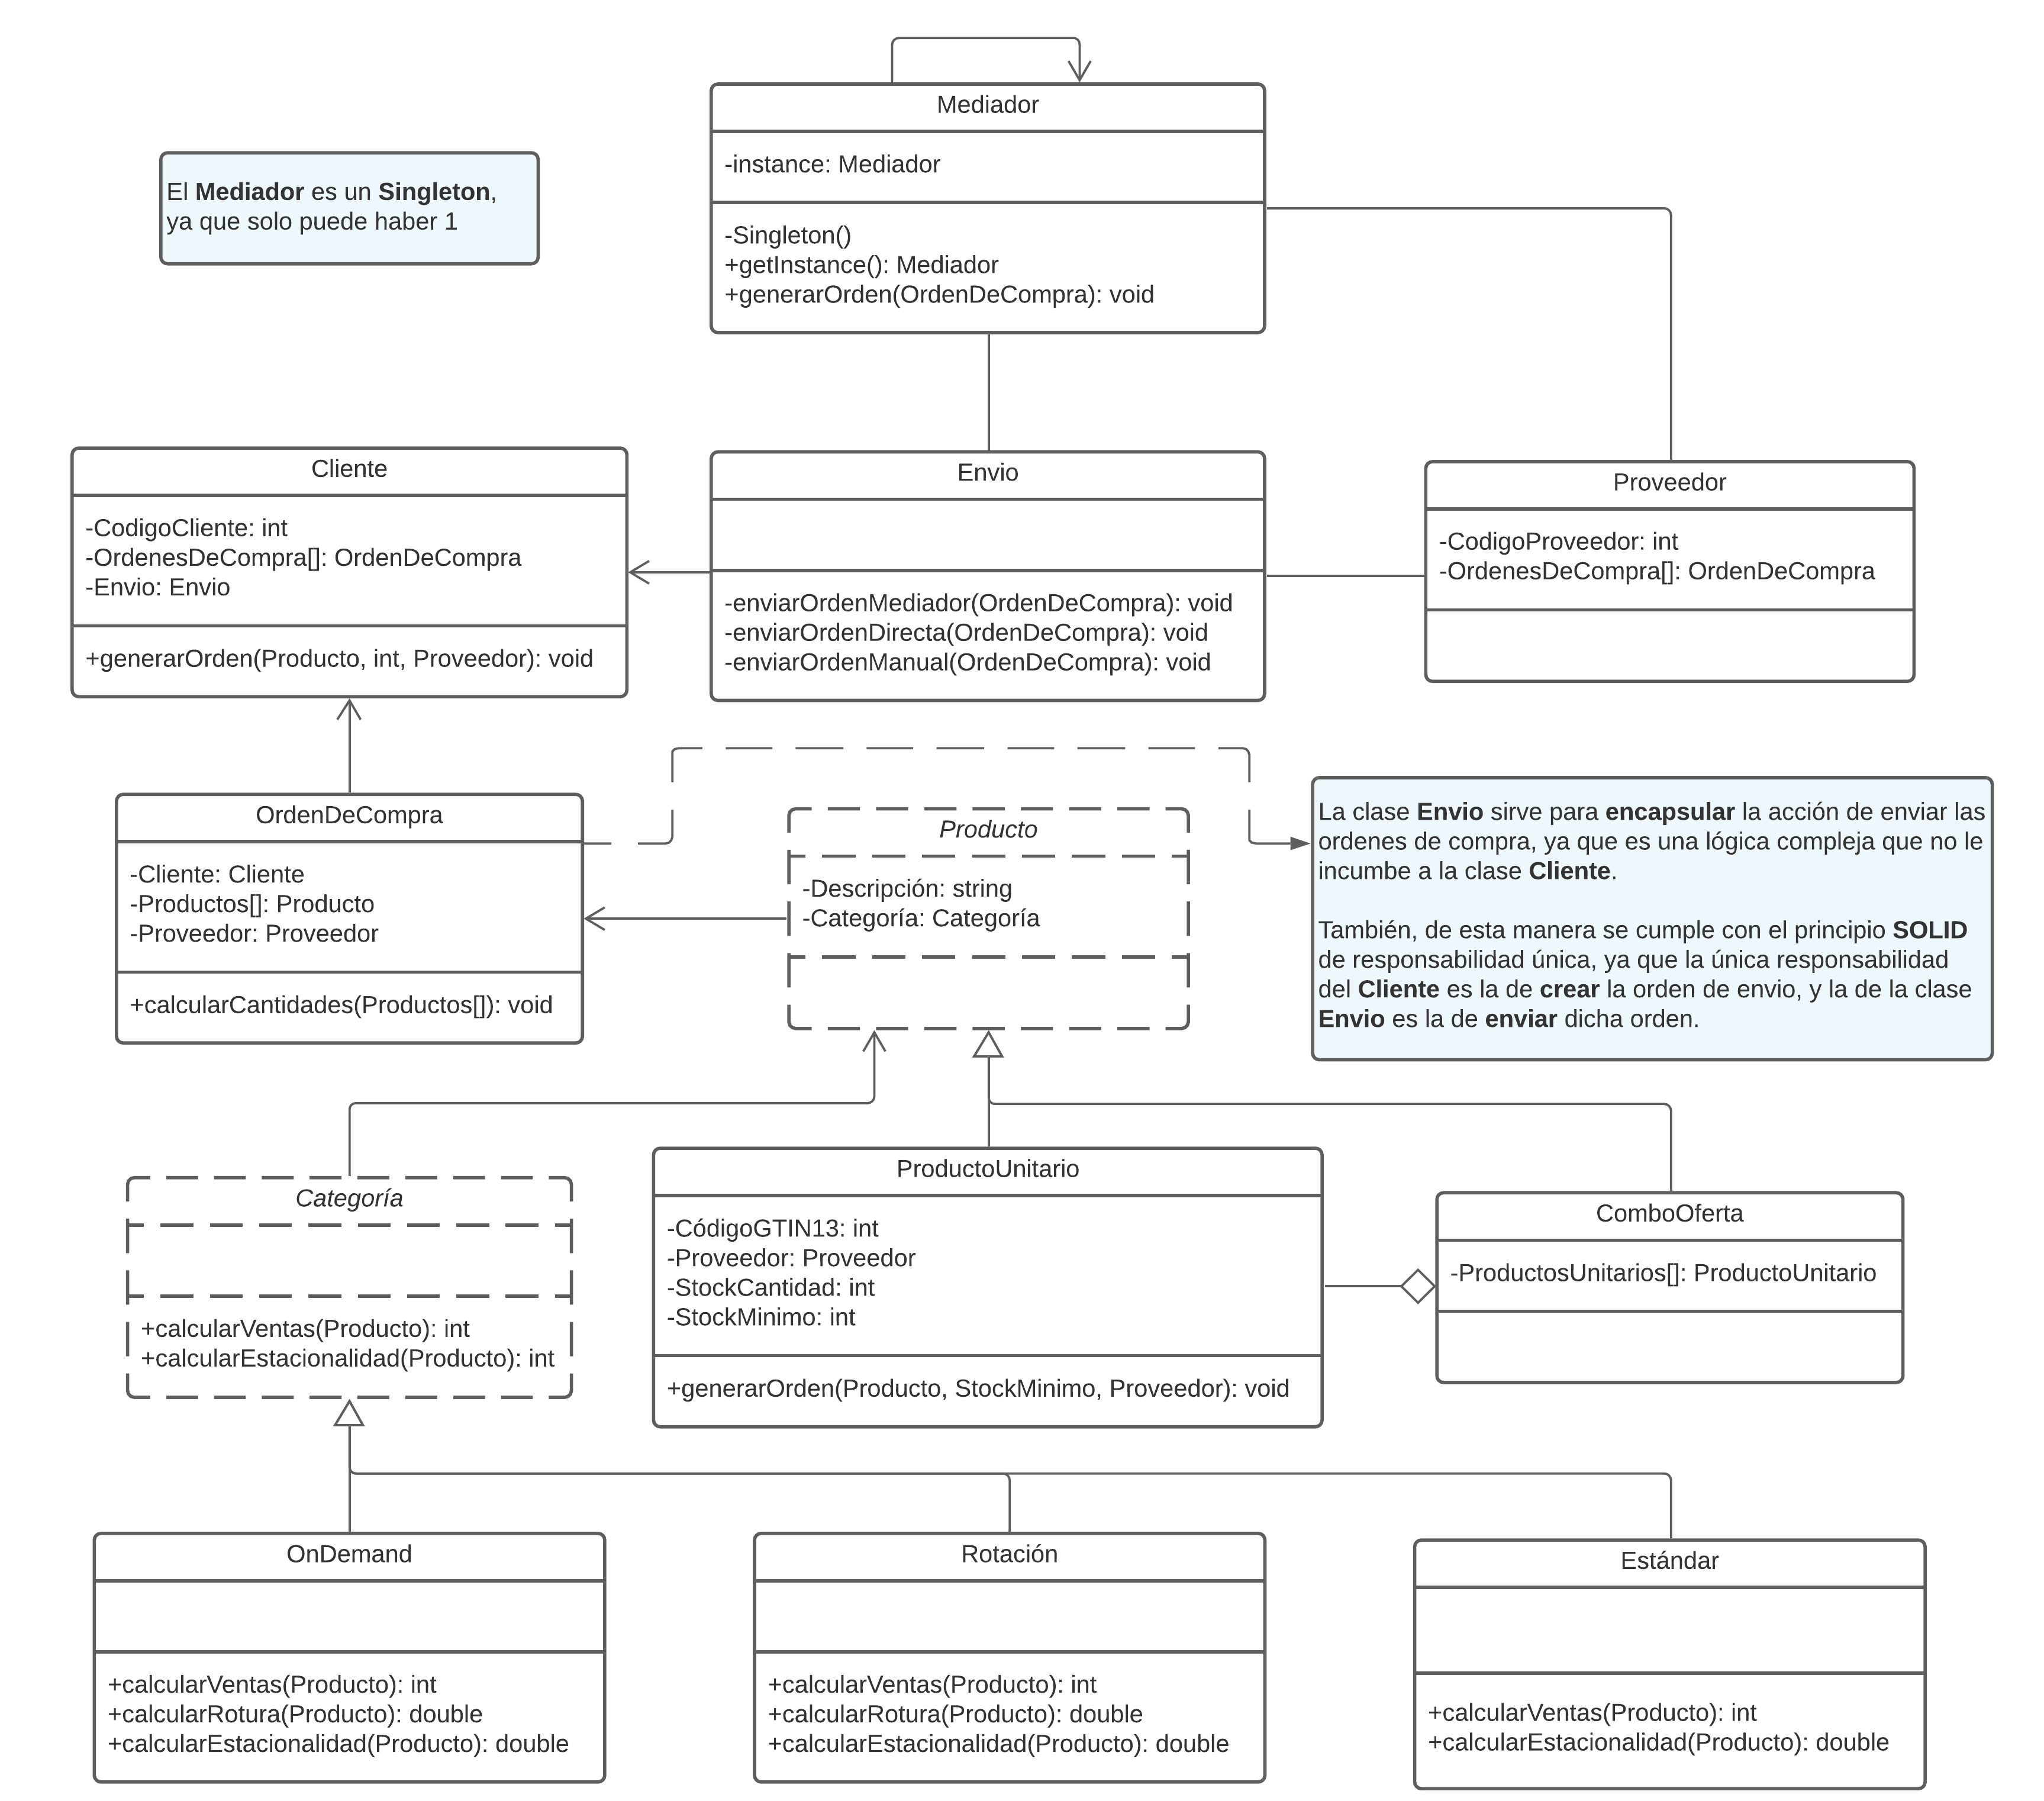 Mediador
-instance: Mediador
-Singleton()
+getInstance(): Mediador
+generarOrden(OrdenDeCompra): void
El Mediador es un Singleton,
ya que solo puede haber 1
Cliente
-CodigoCliente: int
-OrdenesDeCompra[]: OrdenDeCompra
-Envio: Envio
+generarOrden(Producto, int, Proveedor): void
Envio
-enviarOrdenMediador(OrdenDeCompra): void
-enviarOrdenDirecta(OrdenDeCompra): void
-enviarOrdenManual(OrdenDeCompra): void
Proveedor
-CodigoProveedor: int
-OrdenesDeCompra[]: OrdenDeCompra
OrdenDeCompra
-Cliente: Cliente
-Productos[]: Producto
-Proveedor: Proveedor
+calcularCantidades(Productos[]): void
Producto
-Descripción: string
-Categoría: Categoría
La clase Envio sirve para encapsular la acción de enviar las
ordenes de compra, ya que es una lógica compleja que no le
incumbe a la clase Cliente.
También, de esta manera se cumple con el principio SOLID
de responsabilidad única, ya que la única responsabilidad
del Cliente es la de crear la orden de envio, y la de la clase
Envio es la de enviar dicha orden.
Categoría
+calcularVentas(Producto): int
+calcularEstacionalidad(Producto): int
ProductoUnitario
-CódigoGTIN13: int
-Proveedor: Proveedor
-StockCantidad: int
-StockMinimo: int
+generarOrden(Producto, StockMinimo, Proveedor): void
ComboOferta
-ProductosUnitarios[]: ProductoUnitario
OnDemand
+calcularVentas(Producto): int
+calcularRotura(Producto): double
+calcularEstacionalidad(Producto): double
Rotación
+calcularVentas(Producto): int
+calcularRotura(Producto): double
+calcularEstacionalidad(Producto): double
Estándar
+calcularVentas(Producto): int
+calcularEstacionalidad(Producto): double